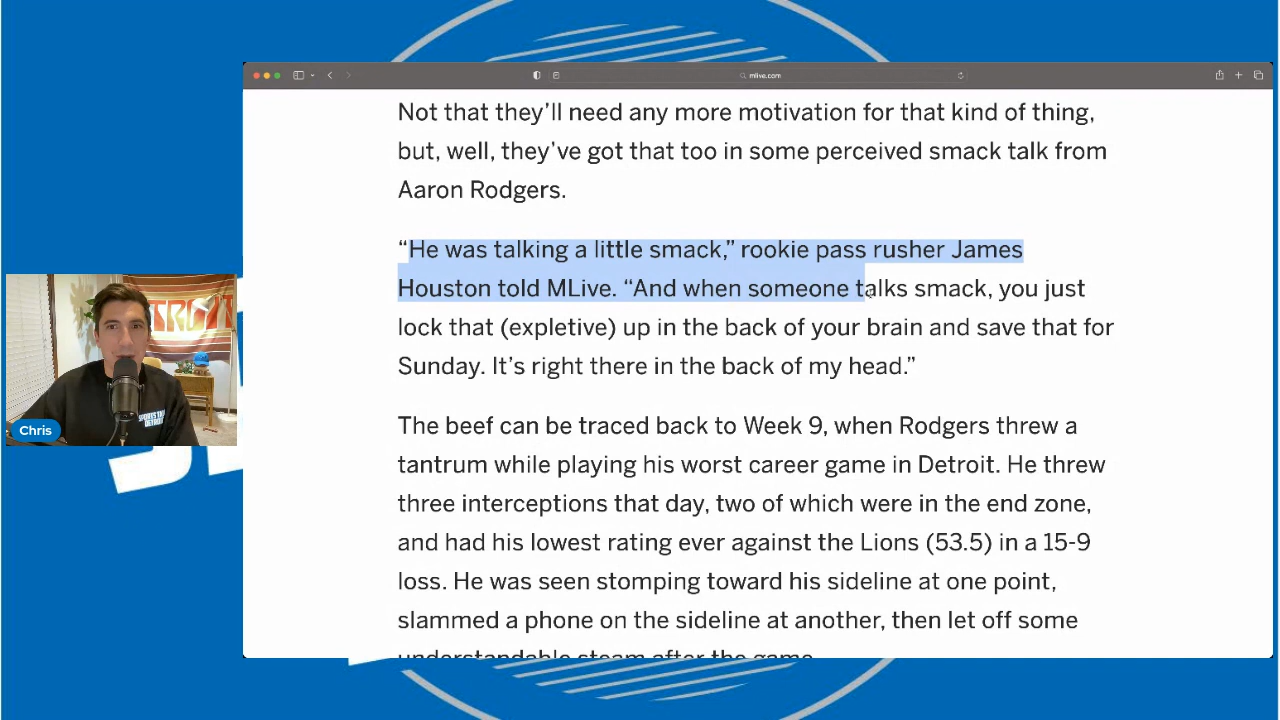 mlive.com
Not that they’ll need any more motivation for that kind of thing,
but, well, they’ve got that too in some perceived smack talk from
Aaron Rodgers.
“He was talking a little smack,” rookie pass rusher James
Houston told MLive. “And when someone talks smack, you just
lock that (expletive) up in the back of your brain and save that for
Sunday. It’s right there in the back of my head.”
The beef can be traced back to Week 9, when Rodgers threw a
tantrum while playing his worst career game in Detroit. He threw
three interceptions that day, two of which were in the end zone,
and had his lowest rating ever against the Lions (53.5) in a 15-9
loss. He was seen stomping toward his sideline at one point,
slammed a phone on the sideline at another, then let off some
understandable steam after the game.
Chris